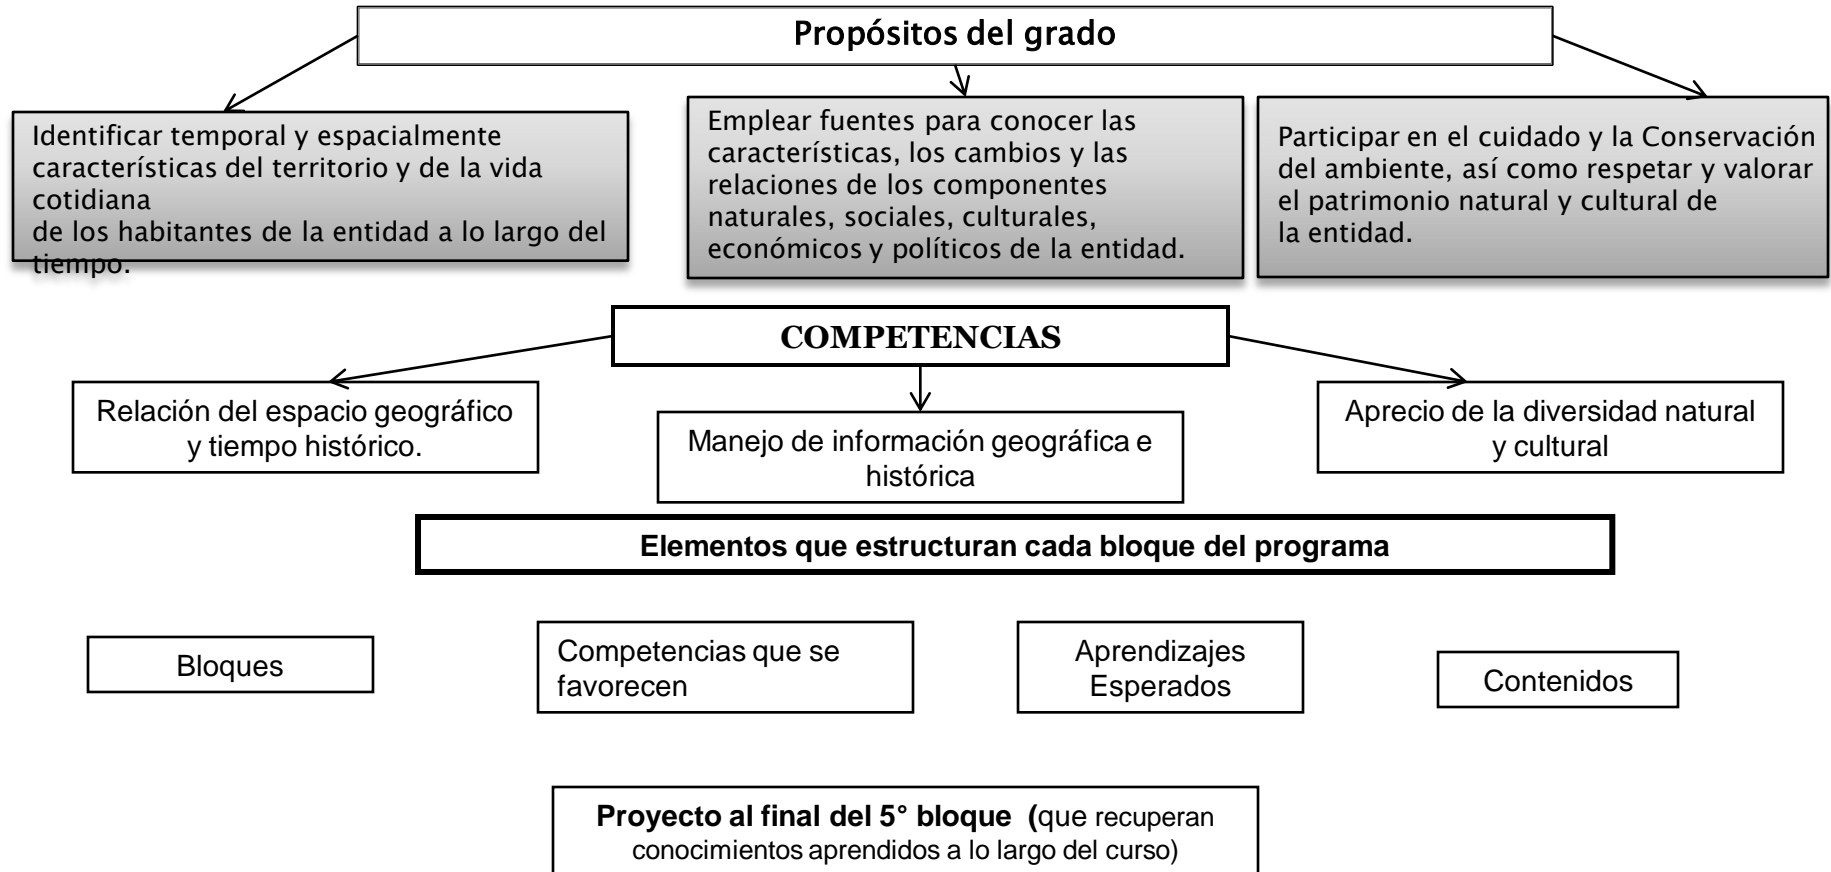 Propósitos del grado
Identificar temporal y espacialmente
características del territorio y de la vida
cotidiana
de los habitantes de la entidad a lo largo del
tiempo.
Emplear fuentes para conocer las
características, los cambios y las
relaciones de los componentes
naturales, sociales, culturales,
económicos y políticos de la entidad.
Participar en el cuidado y la Conservación
del ambiente, así como respetar y valorar
el patrimonio natural y cultural de
la entidad.
COMPETENCIAS
Relación del espacio geográfico
y tiempo histórico.
Manejo de información geográfica e
histórica
Aprecio de la diversidad natural
y cultural
Elementos que estructuran cada bloque del programa
Bloques
Competencias que se
favorecen
Aprendizajes
Esperados
Contenidos
Proyecto al final del 5° bloque (que recuperan
conocimientos aprendidos a lo largo del curso)